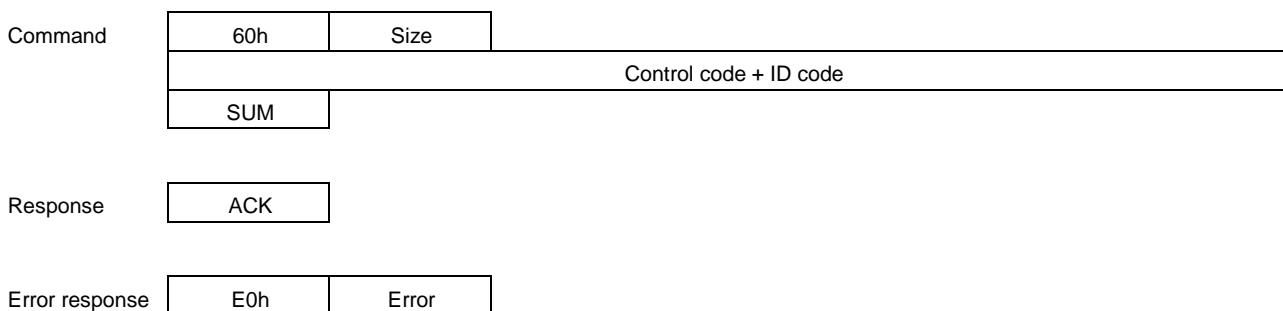 Command 60h Size
Control code + ID code
SUM
Response ACK
Error response E0h Error